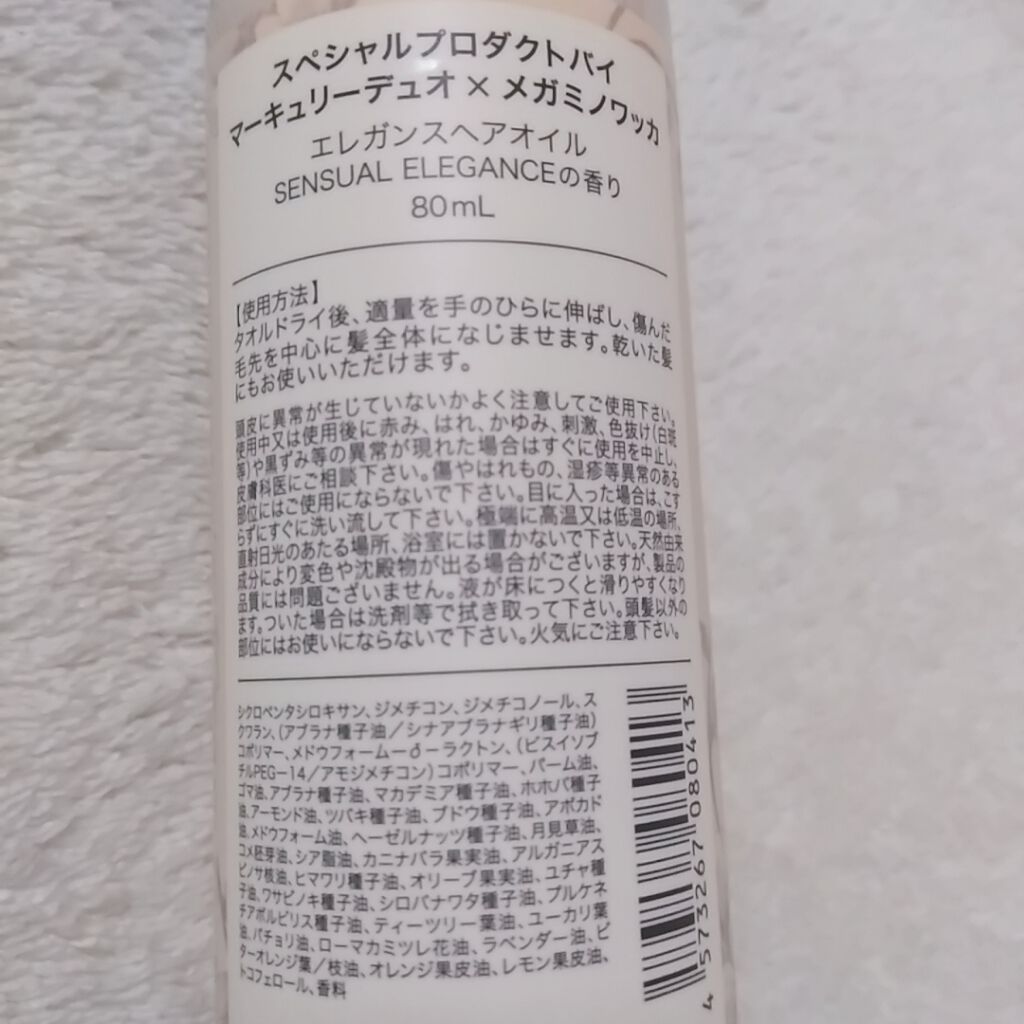 スペシャルプロダクトバイ
マーキュリーデュオ×メガミノワッカ
エレガンスヘアオイル
SENSUAL ELEGANCEの香り
80mL
【使用方法】
タオルドライ後、適量を手のひらに伸ばし、傷んだ
毛先を中心に髪全体になじませます。乾いた髪
にもお使いいただけます。
頭皮に異常が生じていないかよく注意してご使用下さい。
使用中又は使用後に赤み、はれ、かゆみ、刺激、色抜け(白斑
等)や黒ずみ等の異常が現れた場合はすぐに使用を中止し、
皮膚科医にご相談下さい。傷やはれもの、湿疹等異常のある
部位にはご使用にならないで下さい。目に入った場合は、こす
らずにすぐに洗い流して下さい。極端に高温又は低温の場所、
直射日光のあたる場所、浴室には置かないで下さい。天然由来
成分により変色や沈殿物が出る場合がございますが、製品の
品質には問題ございません。液が床につくと滑りやすくなり
ます。ついた場合は洗剤等で拭き取って下さい。頭髪以外の
部位にはお使いにならないで下さい。火気にご注意下さい。
シクロペンタシロキサン、ジメチコン、ジメチコノール、ス
クワラン、(アブラナ種子油/シナアブラギリ種子油)
コポリマー、メドウフォームーδーラクトン、(ビスイソブ
チルPEG-14/アモジメチコン)コポリマー、パーム油、
ゴマ油、アブラナ種子油、マカデミア種子油、ホホバ種子
油、アーモンド油、ツバキ種子油、ブドウ種子油、アボカド
油、メドウフォーム油、ヘーゼルナッツ種子油、月見草油、
コメ胚芽油、シア脂油、カニナバラ果実油、アルガニアス
ピノサ核油、ヒマワリ種子油、オリーブ果実油、ユチャ種
子油、ワサビノキ種子油、シロバナワタ種子油、プルケネ
チアボルビリス種子油、ティーツリー葉油、ユーカリ葉
油、パチョリ油、ローマカミツレ花油、ラベンダー油、ビ
ターオレンジ葉/枝油、オレンジ果皮油、レモン果皮油、
トコフェロール、香料
4 573267 080413